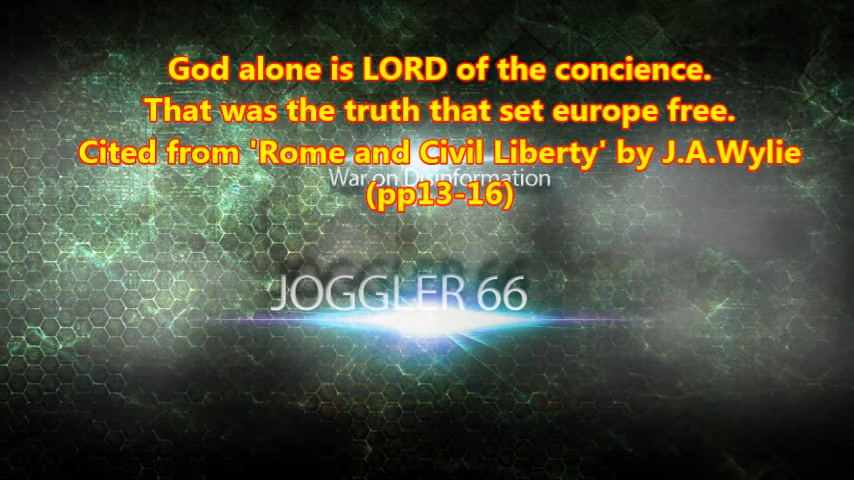 God alone is LORD of the concience.
That was the truth that set europe free.
Cited from 'Rome and Civil Liberty' by J.A.Wylie
War on Disinformation
(pp13-16)
JOGGLER 66